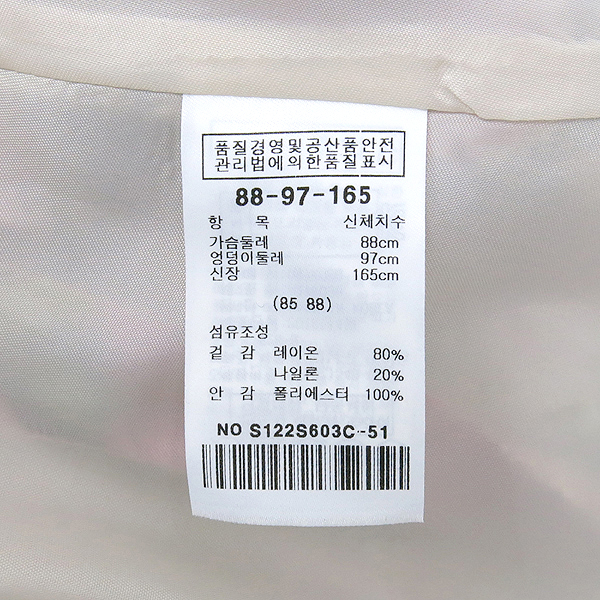 품질경영및공산품안전
관리법에의한품질표시
88-97-165
항 목 신체치수
가슴둘레 88cm
엉덩이둘레 97cm
신장 165cm
(85 88)
섬유조성
겉 감 레이온 80%
나일론 20%
안 감 폴리에스터 100%
NO S122S603C-51